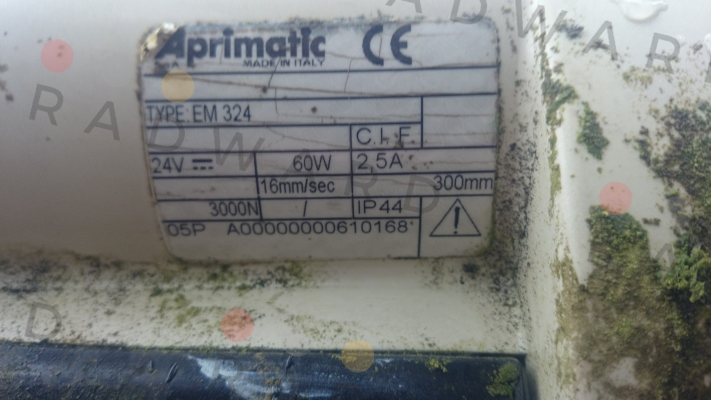 Aprimatic CE
MADE IN ITALY
TYPE: EM 324
C.I.F.
24V ⎓ 60W 2,5A
16mm/sec 300mm
3000N / IP44
05P A00000000610168*
RADWARD